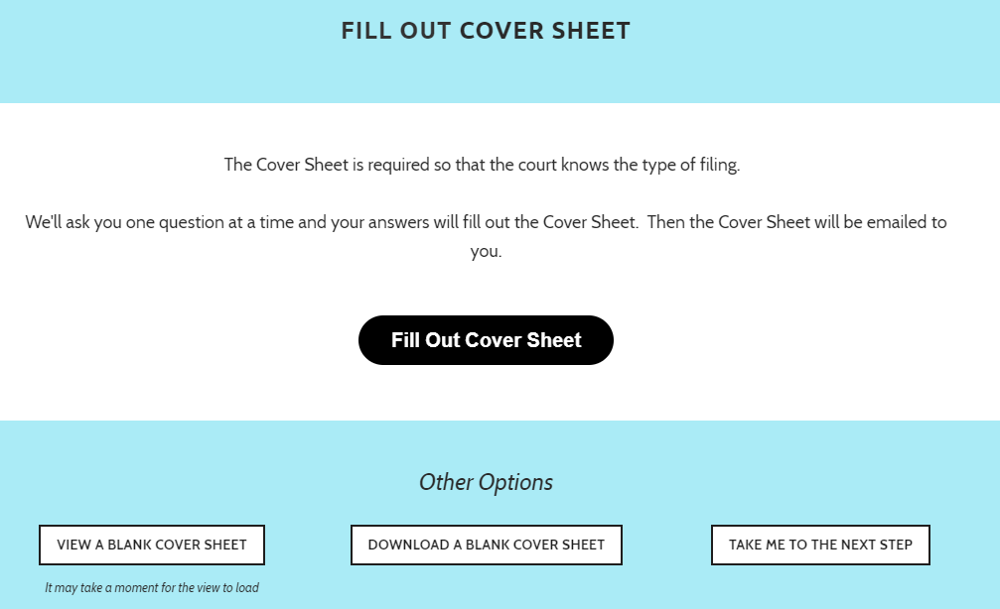 FILL OUT COVER SHEET
The Cover Sheet is required so that the court knows the type of filing.
We'll ask you one question at a time and your answers will fill out the Cover Sheet.  Then the Cover Sheet will be emailed to
you.
Fill Out Cover Sheet
Other Options
VIEW A BLANK COVER SHEET
DOWNLOAD A BLANK COVER SHEET
TAKE ME TO THE NEXT STEP
It may take a moment for the view to load